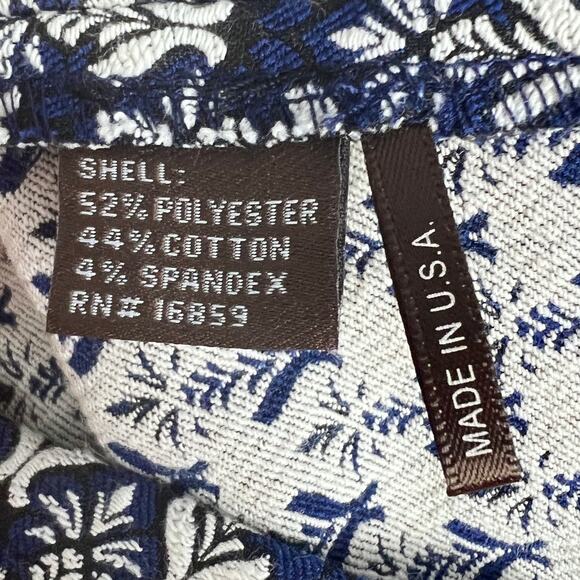 SHELL:
52% POLYESTER
44% COTTON
4% SPANDEX
RN# 16859
MADE IN U.S.A.